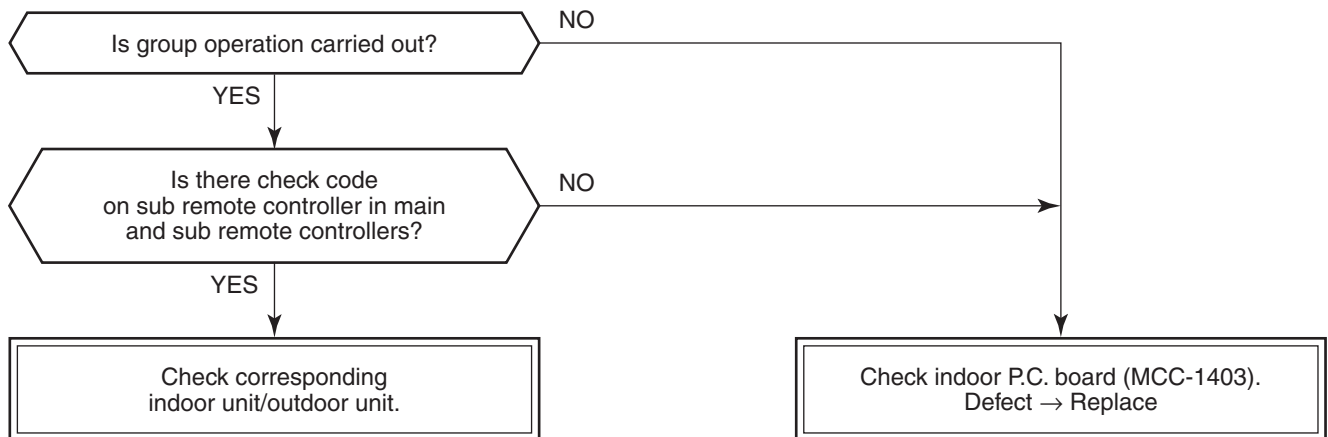 Is group operation carried out?
NO
YES
Is there check code
on sub remote controller in main
and sub remote controllers?
NO
YES
Check corresponding
indoor unit/outdoor unit.
Check indoor P.C. board (MCC-1403).
Defect → Replace